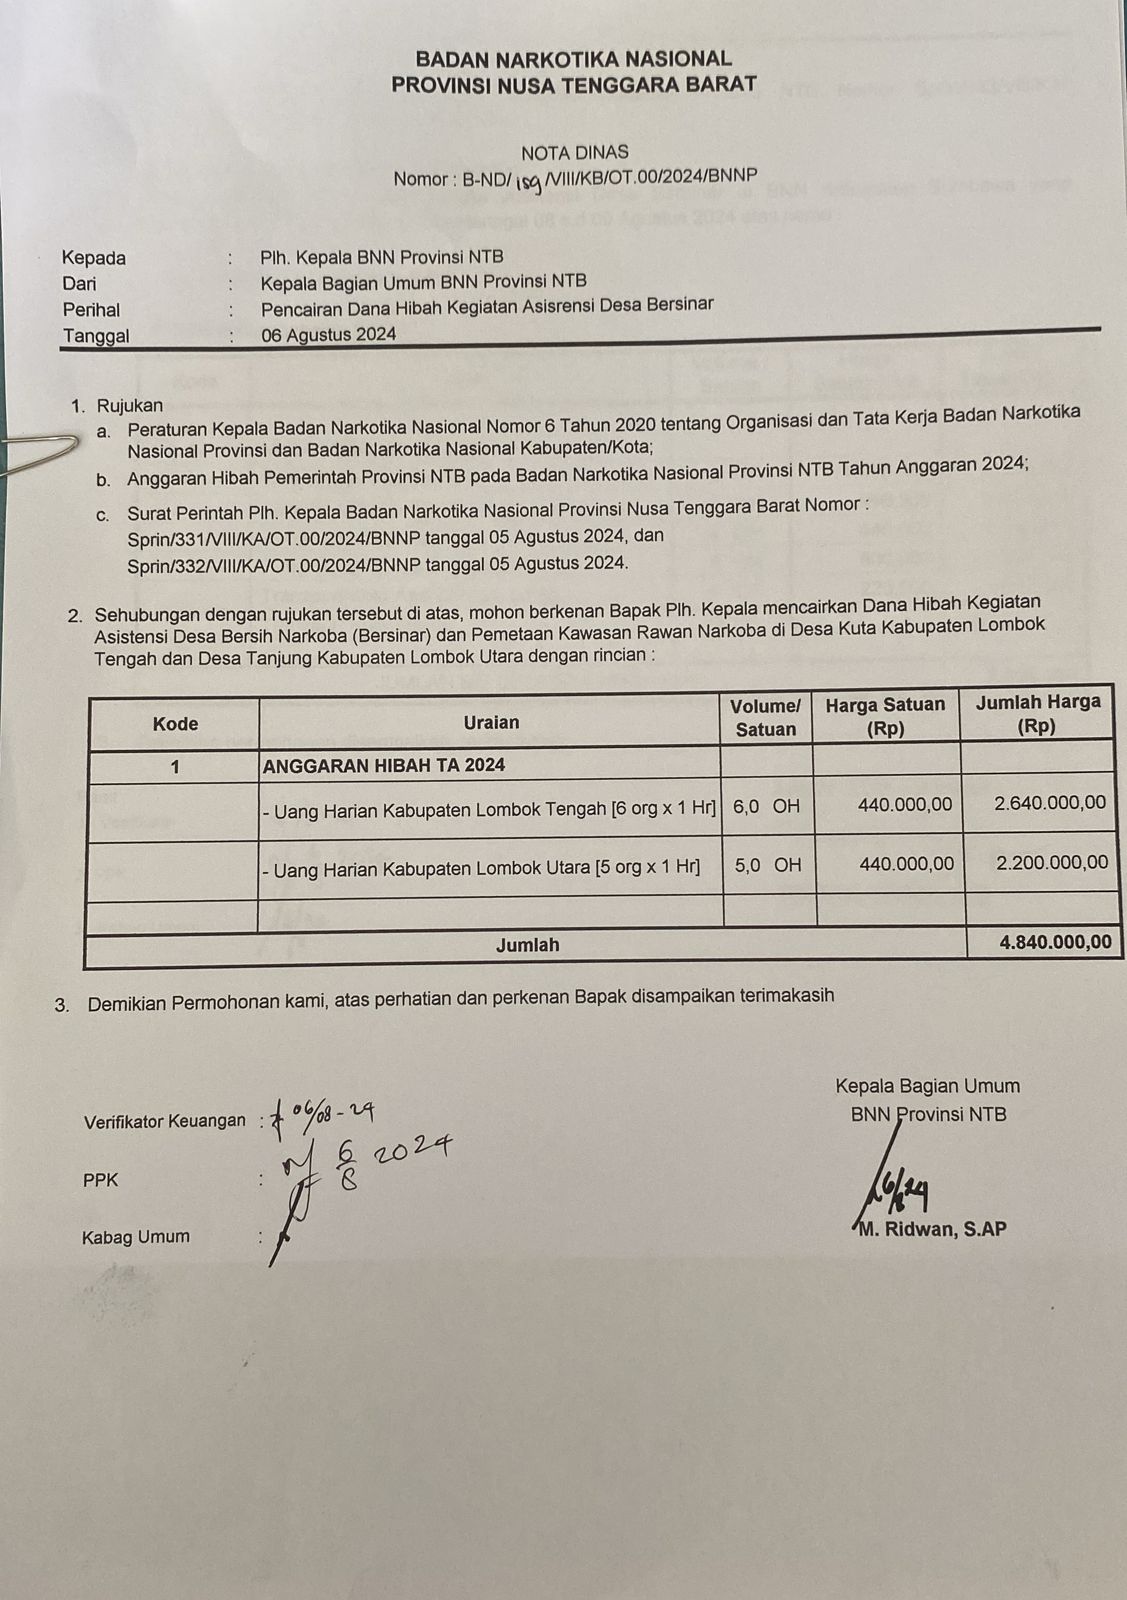 BADAN NARKOTIKA NASIONAL
PROVINSI NUSA TENGGARA BARAT
NOTA DINAS
Nomor : B-ND/ 159 /VIII/KB/OT.00/2024/BNNP
Kepada : Plh. Kepala BNN Provinsi NTB
Dari : Kepala Bagian Umum BNN Provinsi NTB
Perihal : Pencairan Dana Hibah Kegiatan Asisrensi Desa Bersinar
Tanggal : 06 Agustus 2024
1. Rujukan
a. Peraturan Kepala Badan Narkotika Nasional Nomor 6 Tahun 2020 tentang Organisasi dan Tata Kerja Badan Narkotika
Nasional Provinsi dan Badan Narkotika Nasional Kabupaten/Kota;
b. Anggaran Hibah Pemerintah Provinsi NTB pada Badan Narkotika Nasional Provinsi NTB Tahun Anggaran 2024;
c. Surat Perintah Plh. Kepala Badan Narkotika Nasional Provinsi Nusa Tenggara Barat Nomor :
Sprin/331/VIII/KA/OT.00/2024/BNNP tanggal 05 Agustus 2024, dan
Sprin/332/VIII/KA/OT.00/2024/BNNP tanggal 05 Agustus 2024.
2. Sehubungan dengan rujukan tersebut di atas, mohon berkenan Bapak Plh. Kepala mencairkan Dana Hibah Kegiatan
Asistensi Desa Bersih Narkoba (Bersinar) dan Pemetaan Kawasan Rawan Narkoba di Desa Kuta Kabupaten Lombok
Tengah dan Desa Tanjung Kabupaten Lombok Utara dengan rincian :
Kode Uraian Volume/ Satuan Harga Satuan (Rp) Jumlah Harga (Rp)
1 ANGGARAN HIBAH TA 2024
- Uang Harian Kabupaten Lombok Tengah [6 org x 1 Hr] 6,0 OH 440.000,00 2.640.000,00
- Uang Harian Kabupaten Lombok Utara [5 org x 1 Hr] 5,0 OH 440.000,00 2.200.000,00
Jumlah 4.840.000,00
3. Demikian Permohonan kami, atas perhatian dan perkenan Bapak disampaikan terimakasih
Kepala Bagian Umum
BNN Provinsi NTB
Verifikator Keuangan : 06/08-24
PPK : 6/8 2024
Kabag Umum :
6/8 24
M. Ridwan, S.AP